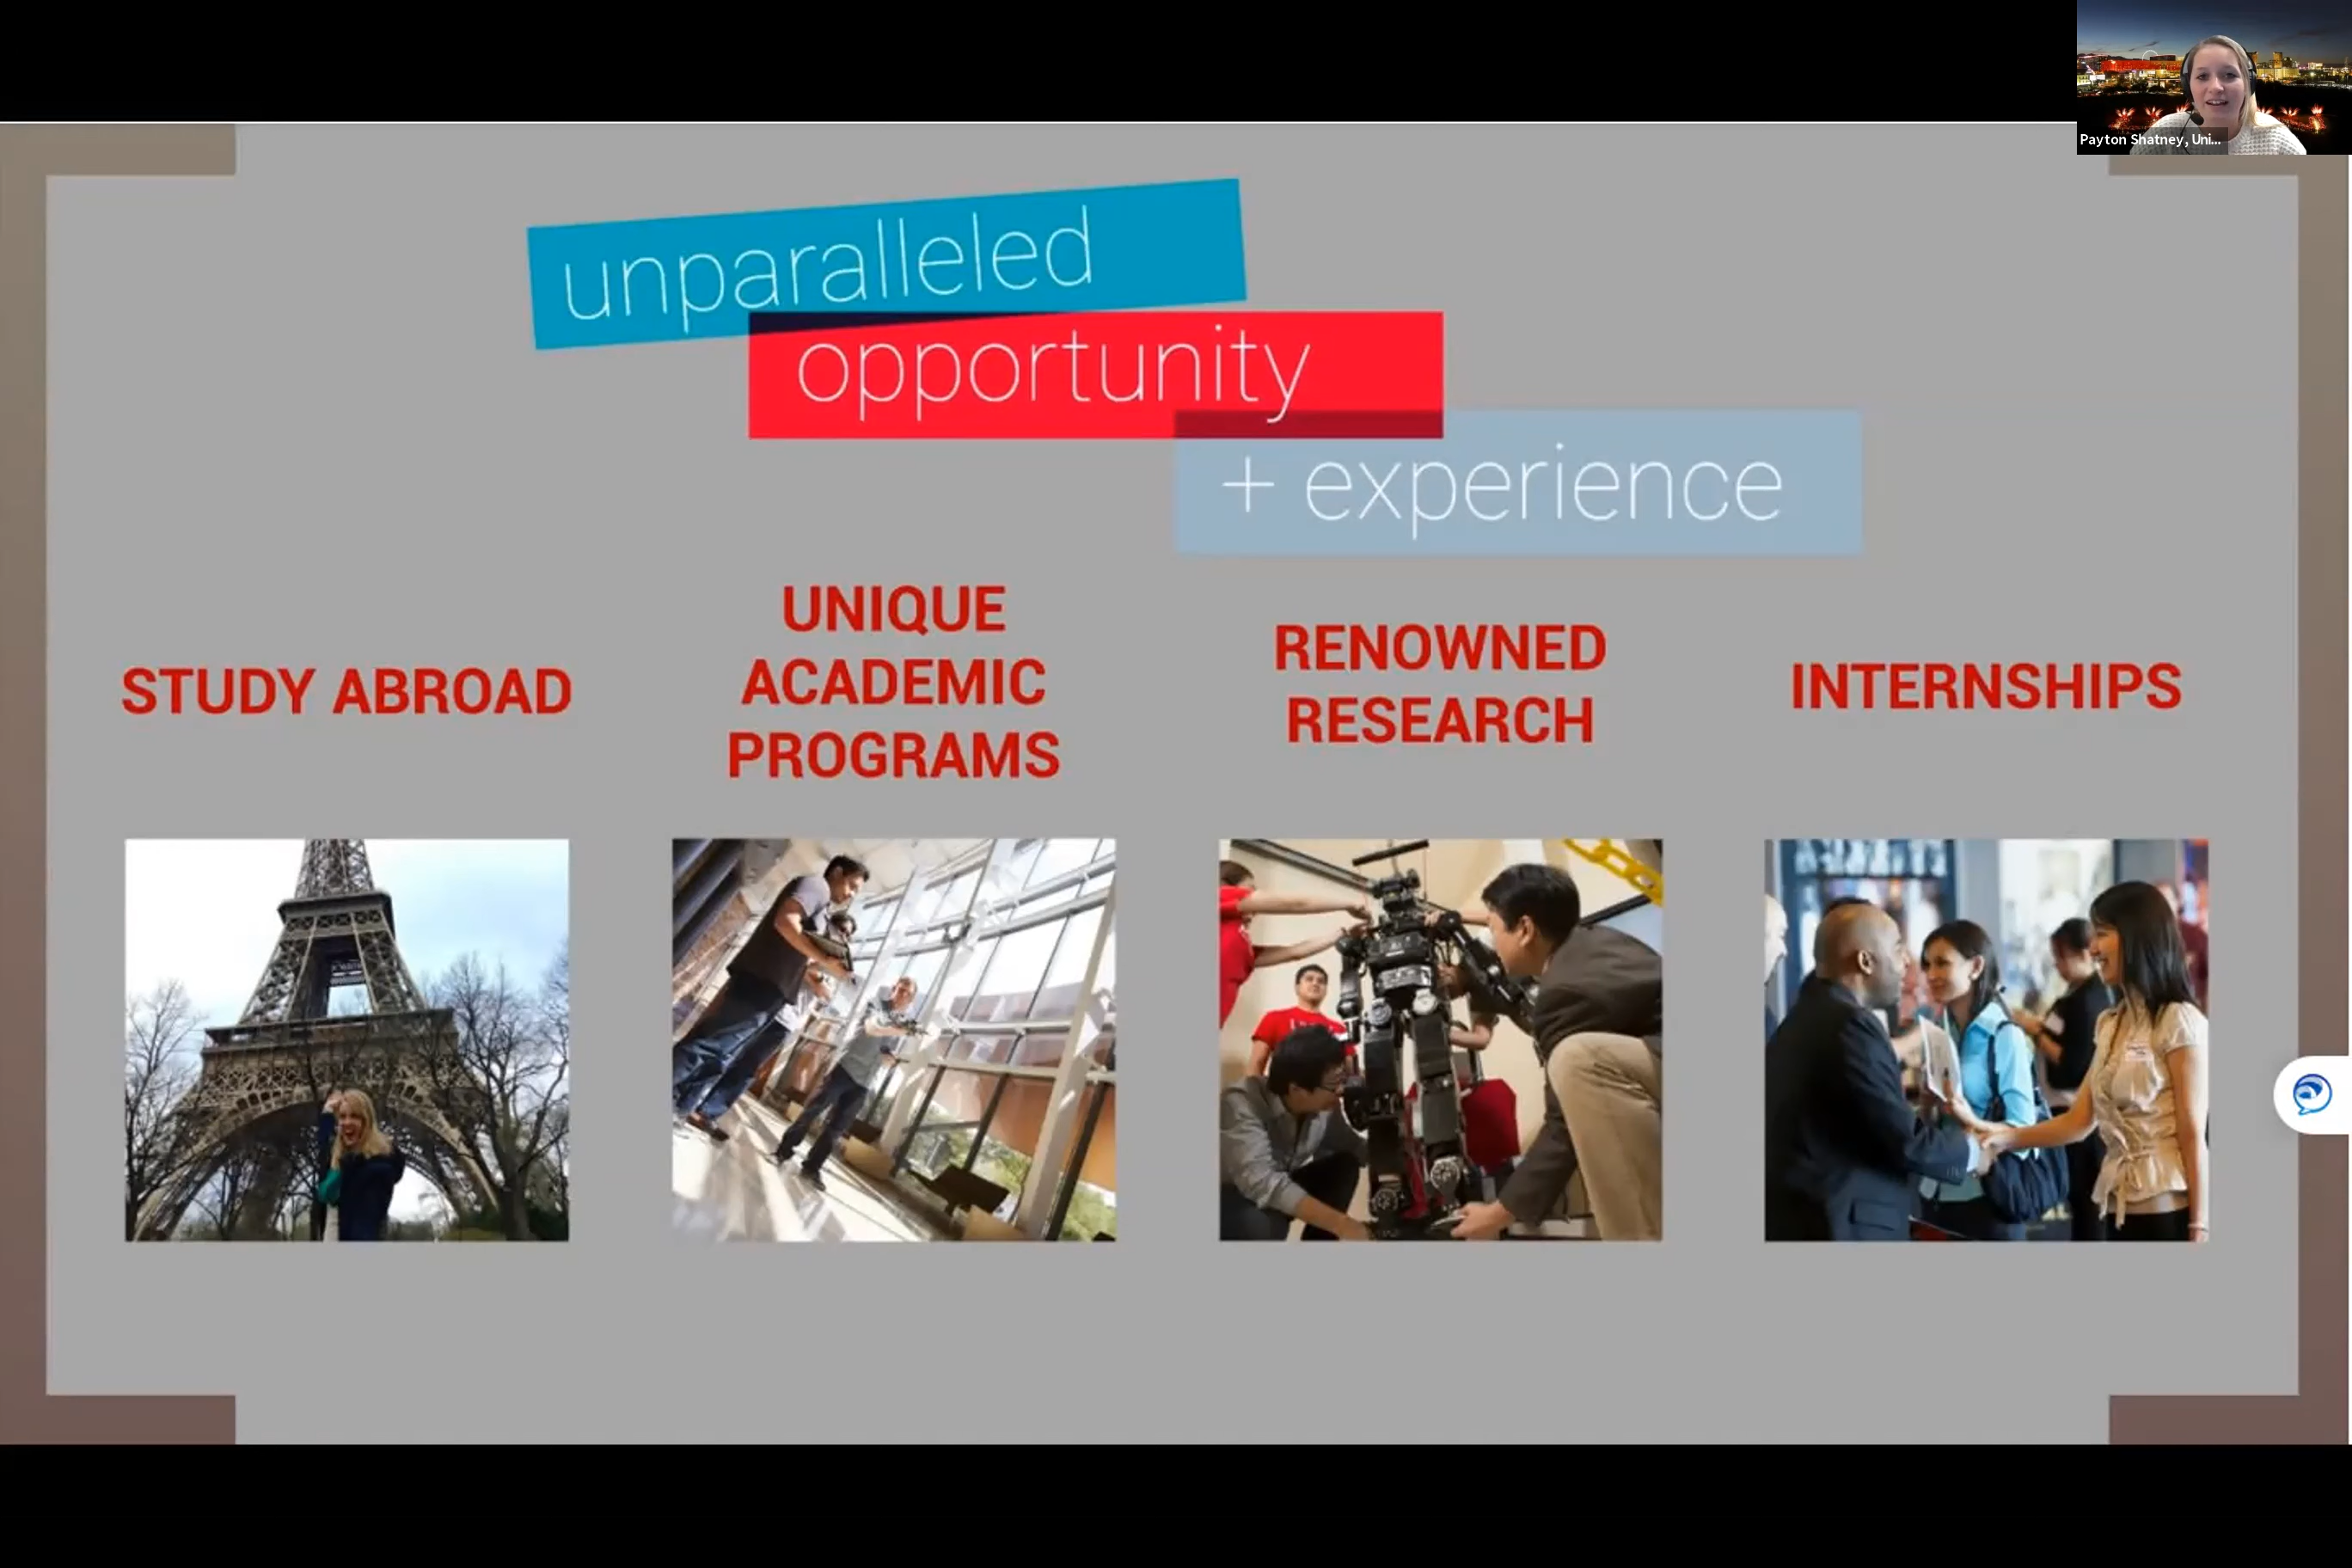 Payton Shatney, Uni...
unparalleled
opportunity
+ experience
STUDY ABROAD
UNIQUE
ACADEMIC
PROGRAMS
RENOWNED
RESEARCH
INTERNSHIPS